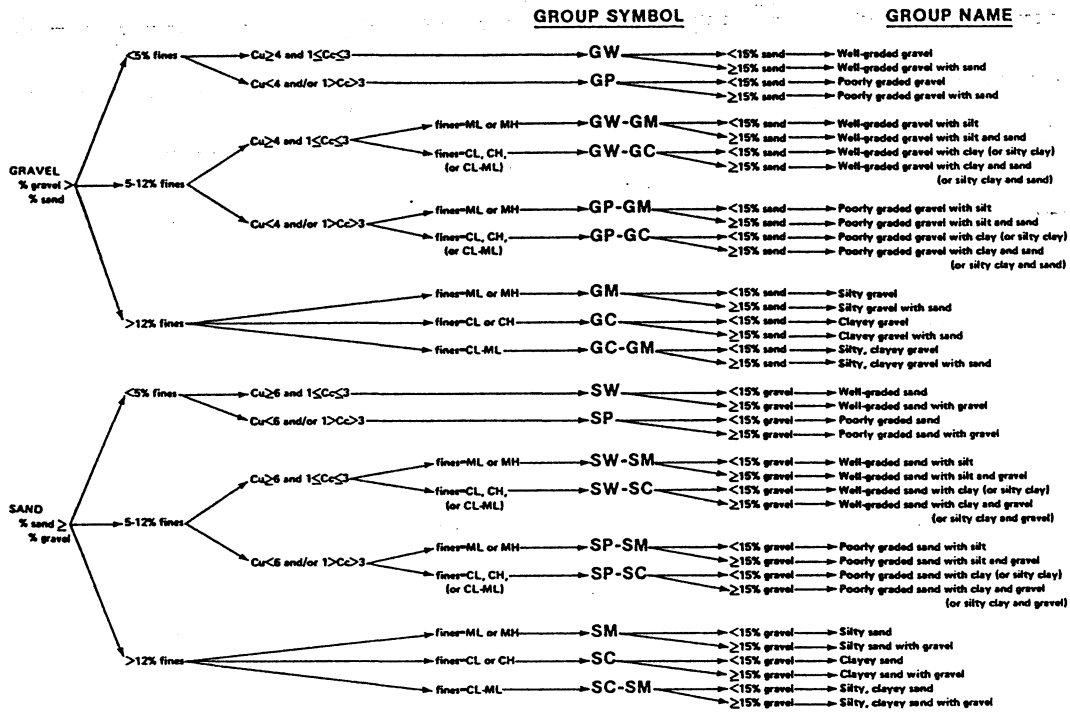 GROUP SYMBOL GROUP NAME
<5% fines Cu≥4 and 1≤Cc≤3 GW <15% sand Well-graded gravel
≥15% sand Well-graded gravel with sand
Cu<4 and/or 1>Cc>3 GP <15% sand Poorly graded gravel
≥15% sand Poorly graded gravel with sand
fines=ML or MH GW-GM <15% sand Well-graded gravel with silt
≥15% sand Well-graded gravel with silt and sand
Cu≥4 and 1≤Cc≤3
fines=CL, CH, GW-GC <15% sand Well-graded gravel with clay (or silty clay)
(or CL-ML) ≥15% sand Well-graded gravel with clay and sand
(or silty clay and sand)
GRAVEL
% gravel > 5-12% fines
% sand
fines=ML or MH GP-GM <15% sand Poorly graded gravel with silt
Cu<4 and/or 1>Cc>3 ≥15% sand Poorly graded gravel with silt and sand
fines=CL, CH, GP-GC <15% sand Poorly graded gravel with clay (or silty clay)
(or CL-ML) ≥15% sand Poorly graded gravel with clay and sand
(or silty clay and sand)
fines=ML or MH GM <15% sand Silty gravel
≥15% sand Silty gravel with sand
>12% fines fines=CL or CH GC <15% sand Clayey gravel
≥15% sand Clayey gravel with sand
fines=CL-ML GC-GM <15% sand Silty, clayey gravel
≥15% sand Silty, clayey gravel with sand
<5% fines Cu≥6 and 1≤Cc≤3 SW <15% gravel Well-graded sand
≥15% gravel Well-graded sand with gravel
Cu<6 and/or 1>Cc>3 SP <15% gravel Poorly graded sand
≥15% gravel Poorly graded sand with gravel
fines=ML or MH SW-SM <15% gravel Well-graded sand with silt
Cu≥6 and 1≤Cc≤3 ≥15% gravel Well-graded sand with silt and gravel
fines=CL, CH, SW-SC <15% gravel Well-graded sand with clay (or silty clay)
(or CL-ML) ≥15% gravel Well-graded sand with clay and gravel
(or silty clay and gravel)
SAND
% sand ≥ 5-12% fines
% gravel
fines=ML or MH SP-SM <15% gravel Poorly graded sand with silt
Cu<6 and/or 1>Cc>3 ≥15% gravel Poorly graded sand with silt and gravel
fines=CL, CH, SP-SC <15% gravel Poorly graded sand with clay (or silty clay)
(or CL-ML) ≥15% gravel Poorly graded sand with clay and gravel
(or silty clay and gravel)
fines=ML or MH SM <15% gravel Silty sand
≥15% gravel Silty sand with gravel
>12% fines fines=CL or CH SC <15% gravel Clayey sand
≥15% gravel Clayey sand with gravel
fines=CL-ML SC-SM <15% gravel Silty, clayey sand
≥15% gravel Silty, clayey sand with gravel